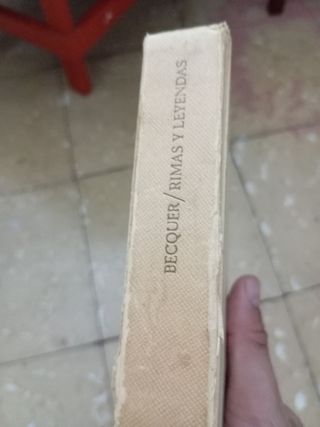 BECQUER/RIMAS Y LEYENDAS